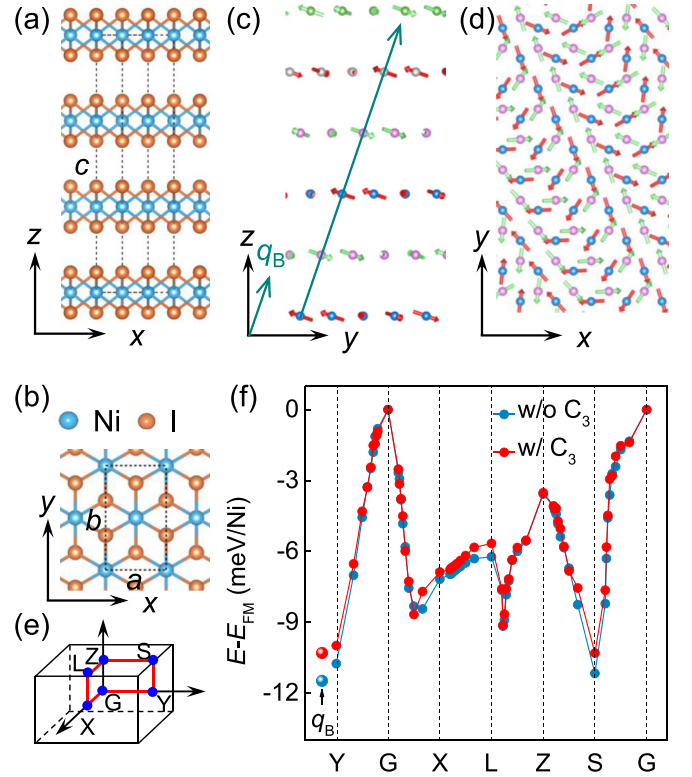 (a)
c
z
x
(c)
q_B
z
y
(d)
y
x
(b)
Ni
I
y
b
a
x
(e)
L Z S
X G Y
(f)
E-E_FM (meV/Ni)
0
-3
-6
-9
-12
w/o C_3
w/ C_3
q_B
Y G X L Z S G